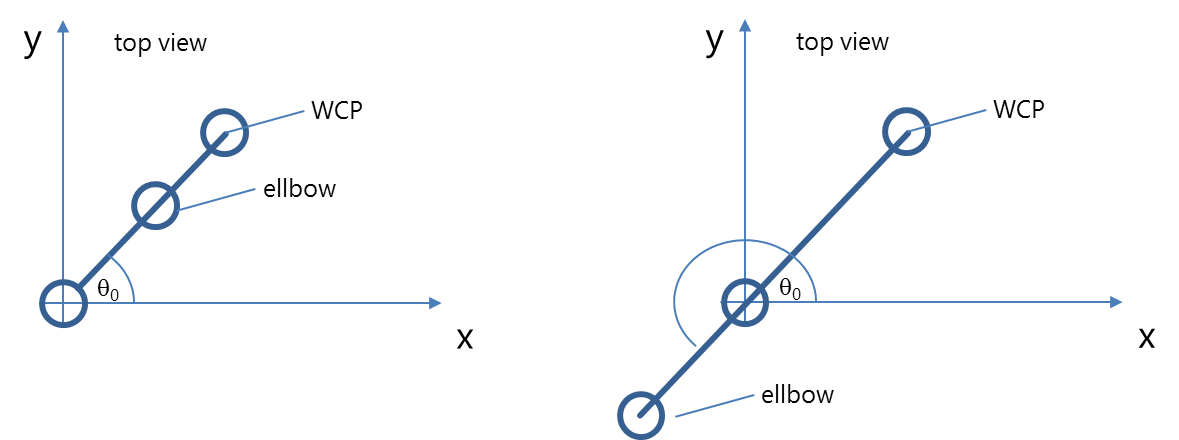 y
top view
WCP
ellbow
θ0
x
y
top view
WCP
θ0
x
ellbow